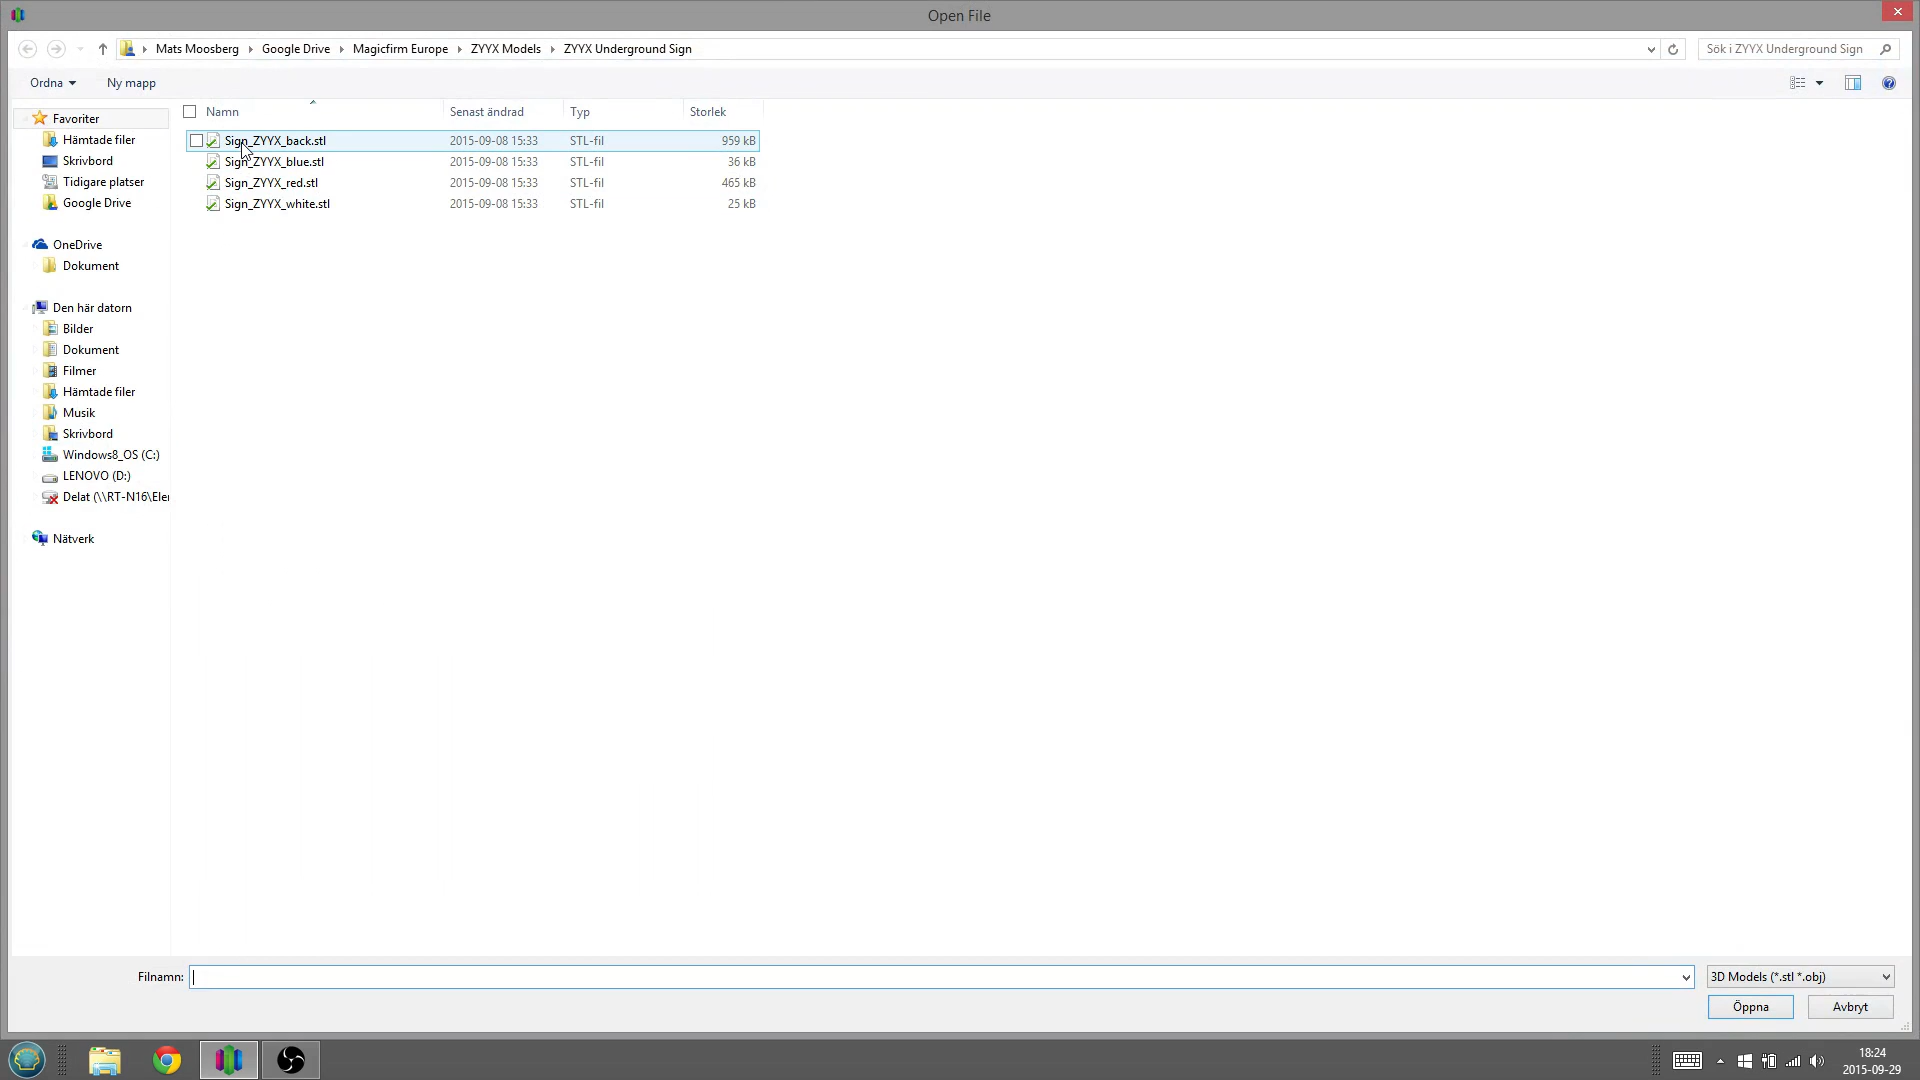 Open File
Mats Moosberg Google Drive Magicfirm Europe ZYYX Models ZYYX Underground Sign
Sök i ZYYX Underground Sign
Ordna Ny mapp
Namn Senast ändrad Typ Storlek
Sign_ZYYX_back.stl 2015-09-08 15:33 STL-fil 959 kB
Sign_ZYYX_blue.stl 2015-09-08 15:33 STL-fil 36 kB
Sign_ZYYX_red.stl 2015-09-08 15:33 STL-fil 465 kB
Sign_ZYYX_white.stl 2015-09-08 15:33 STL-fil 25 kB
Favoriter
Hämtade filer
Skrivbord
Tidigare platser
Google Drive
OneDrive
Dokument
Den här datorn
Bilder
Dokument
Filmer
Hämtade filer
Musik
Skrivbord
Windows8_OS (C:)
LENOVO (D:)
Delat (\\RT-N16\Eler
Nätverk
Filnamn:
3D Models (*.stl *.obj)
Öppna Avbryt
18:24
2015-09-29